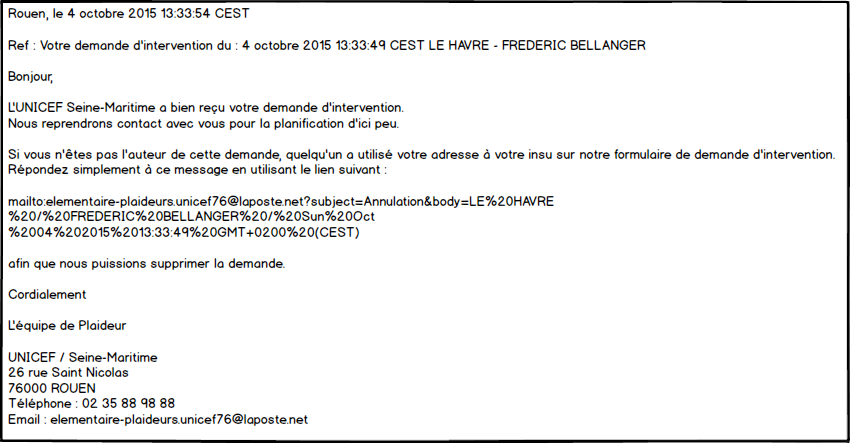 Rouen, le 4 octobre 2015 13:33:54 CEST
Ref : Votre demande d'intervention du : 4 octobre 2015 13:33:49 CEST LE HAVRE - FREDERIC BELLANGER
Bonjour,
L'UNICEF Seine-Maritime a bien reçu votre demande d'intervention.
Nous reprendrons contact avec vous pour la planification d'ici peu.
Si vous n'êtes pas l'auteur de cette demande, quelqu'un a utilisé votre adresse à votre insu sur notre formulaire de demande d'intervention.
Répondez simplement à ce message en utilisant le lien suivant :
mailto:elementaire-plaideurs.unicef76@laposte.net?subject=Annulation&body=LE%20HAVRE
%20/%20FREDERIC%20BELLANGER%20/%20Sun%20Oct
%2004%202015%2013:33:49%20GMT+0200%20(CEST)
afin que nous puissions supprimer la demande.
Cordialement
L'équipe de Plaideur
UNICEF / Seine-Maritime
26 rue Saint Nicolas
76000 ROUEN
Téléphone : 02 35 88 98 88
Email : elementaire-plaideurs.unicef76@laposte.net